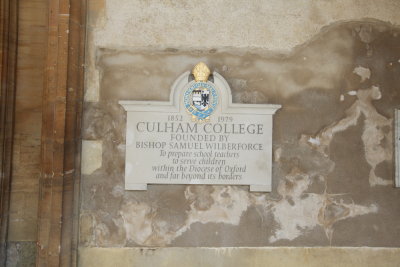 1852 1979
CULHAM COLLEGE
FOUNDED BY
BISHOP SAMUEL WILBERFORCE
To prepare school teachers
to serve children
within the Diocese of Oxford
and far beyond its borders